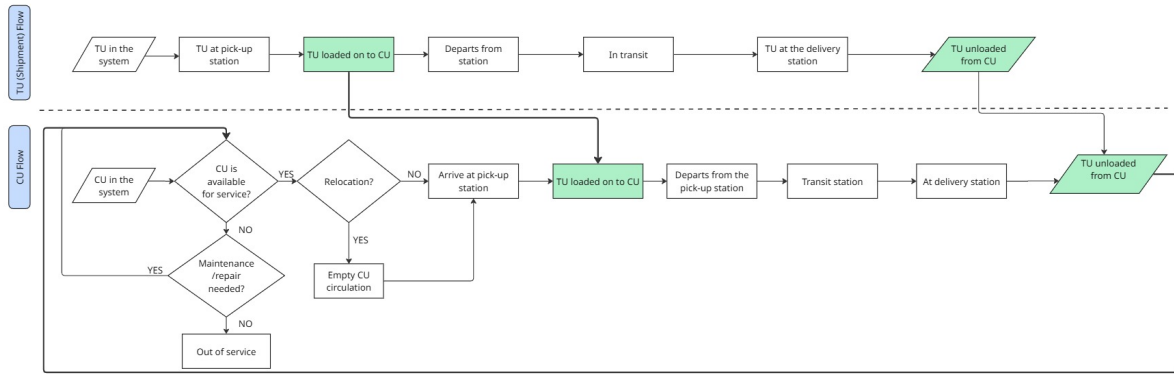 TU (Shipment) Flow
TU in the
system
TU at pick-up
station
TU loaded on to CU
Departs from
station
In transit
TU at the delivery
station
TU unloaded
from CU
CU Flow
CU in the
system
CU is
available
for service?
YES
Relocation?
NO
Arrive at pick-up
station
TU loaded on to CU
Departs from the
pick-up station
Transit station
At delivery station
TU unloaded
from CU
NO
YES
YES
Maintenance
/repair
needed?
Empty CU
circulation
NO
Out of service